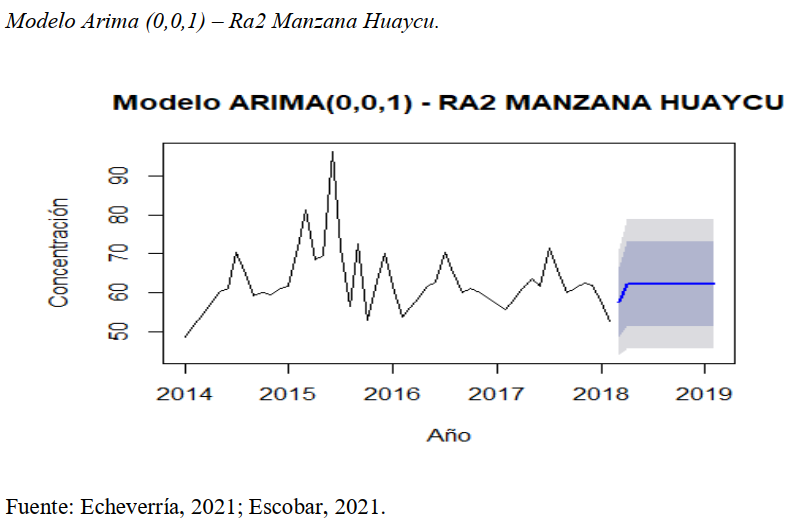 Modelo Arima (0,0,1) – Ra2 Manzana Huaycu.
Modelo ARIMA(0,0,1) - RA2 MANZANA HUAYCU
Concentración
90
80
70
60
50
2014 2015 2016 2017 2018 2019
Año
Fuente: Echeverría, 2021; Escobar, 2021.